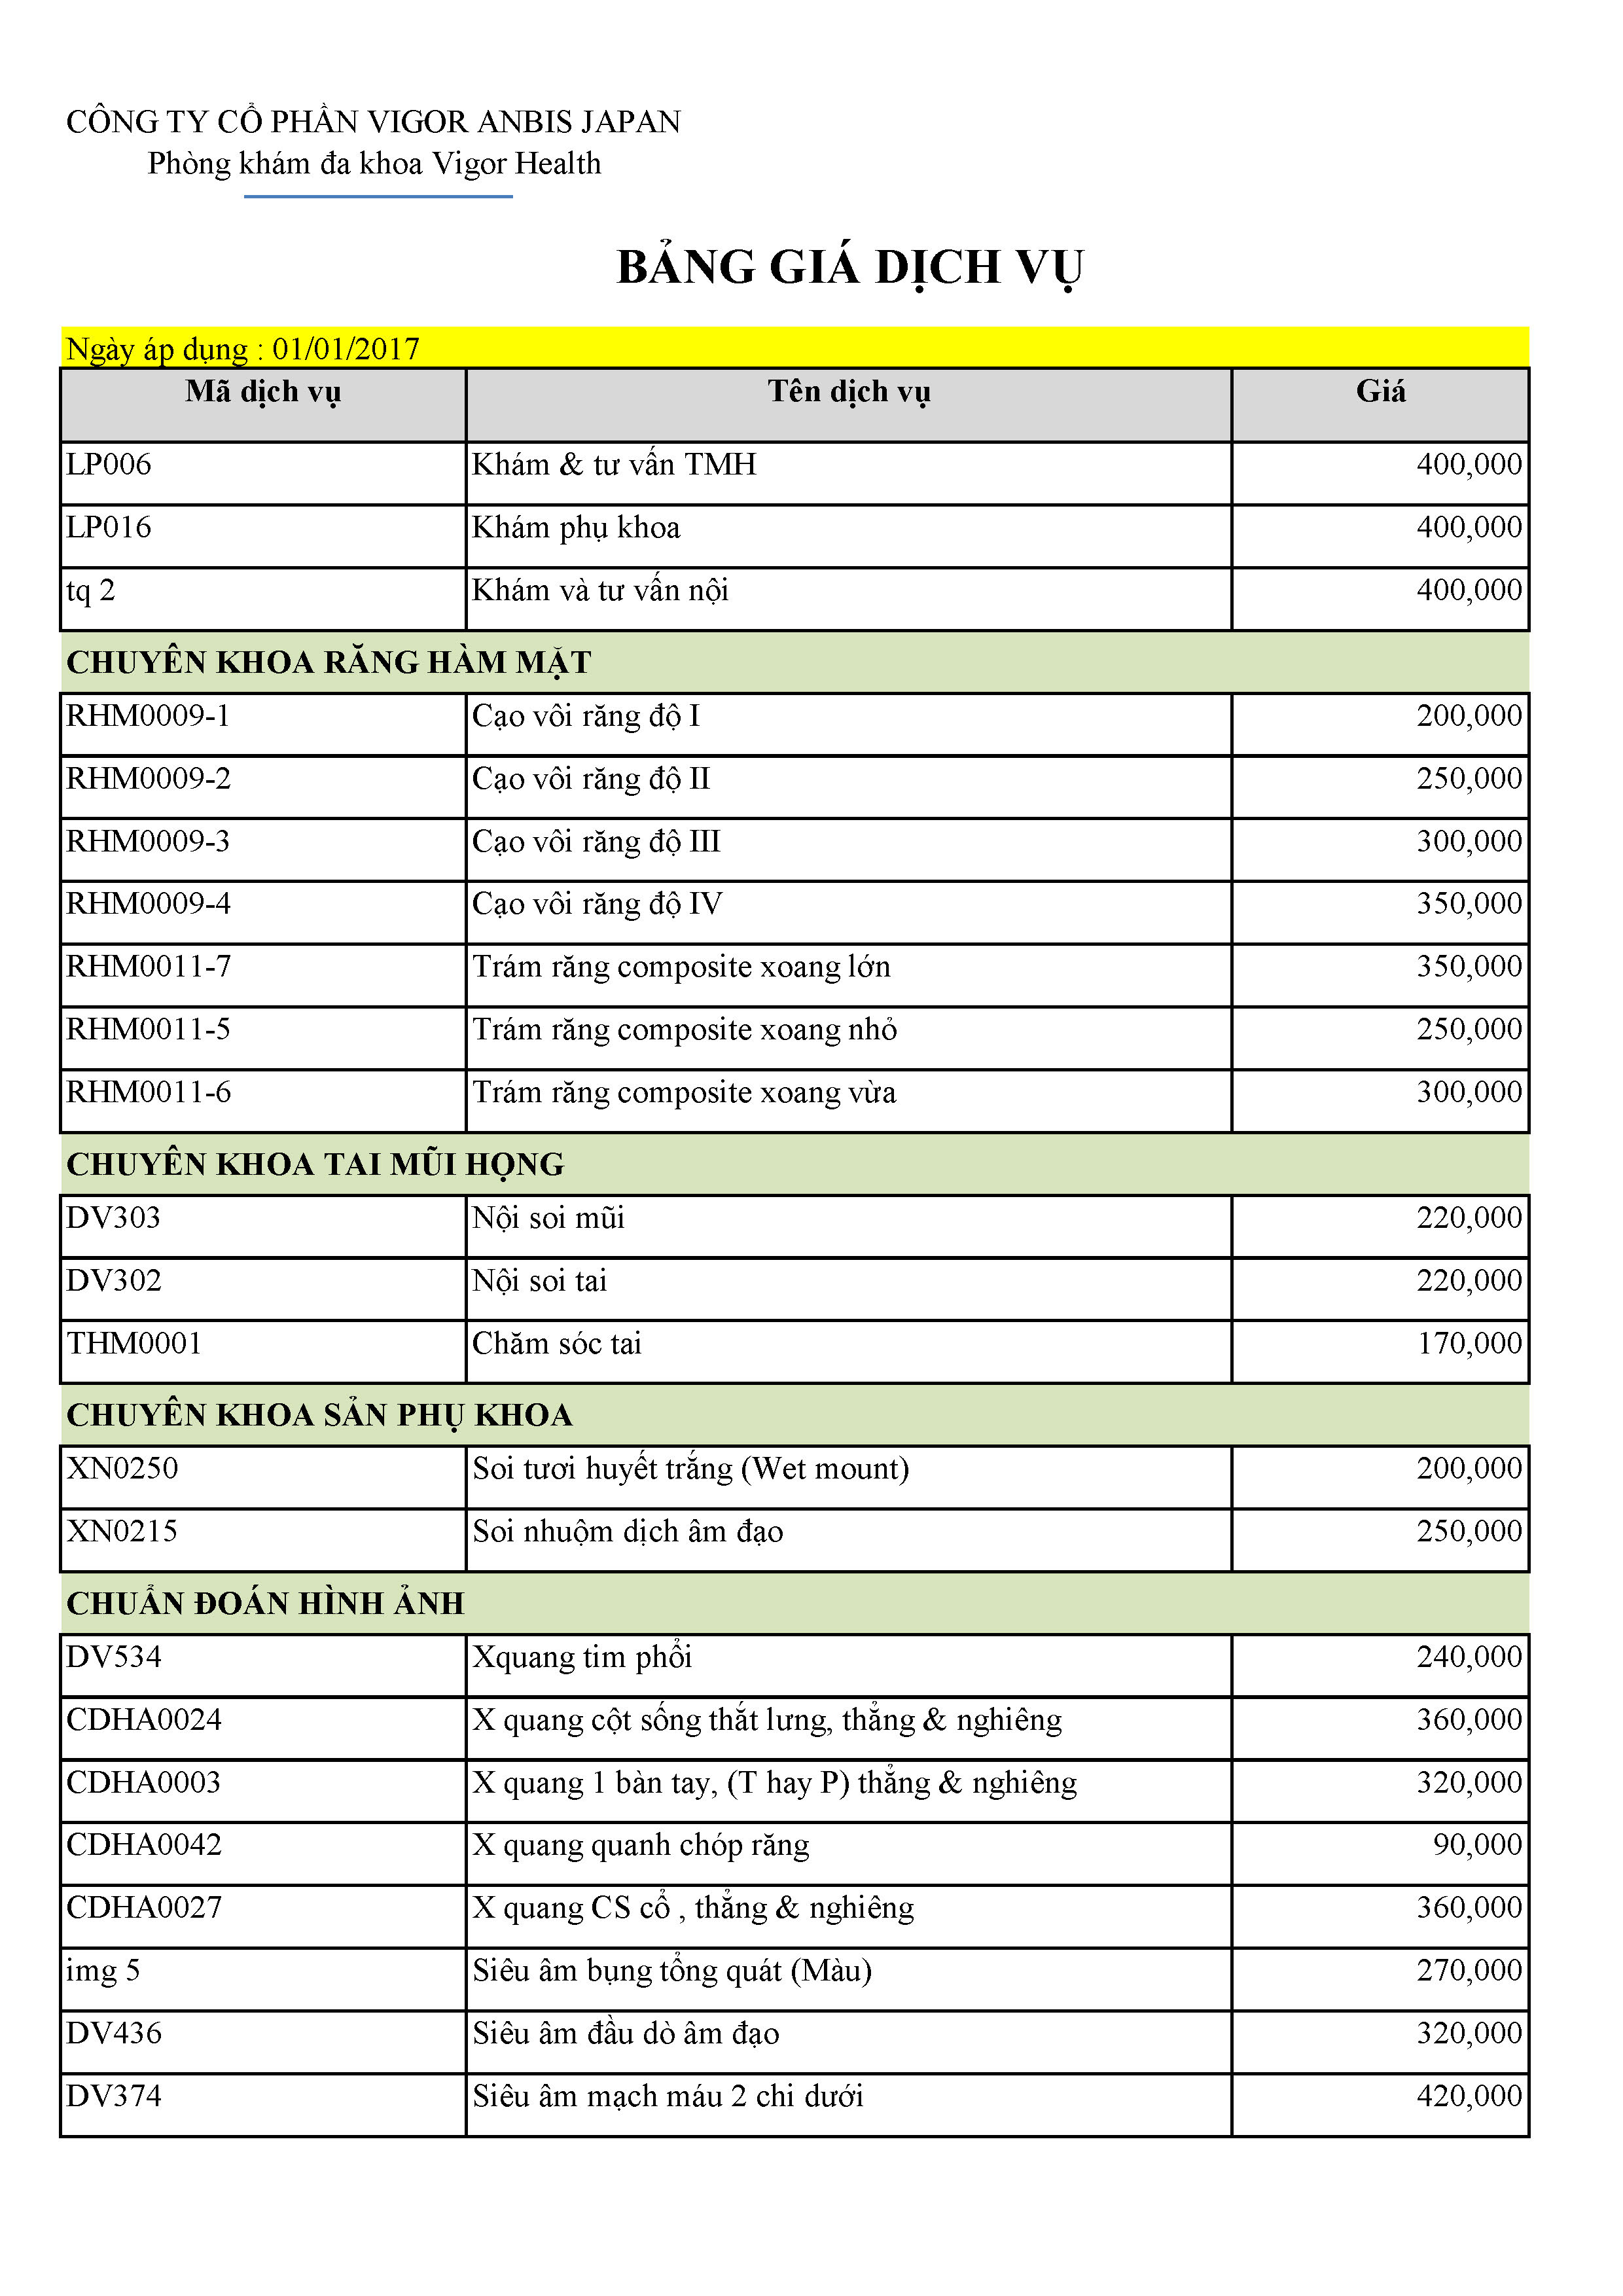 CÔNG TY CỔ PHẦN VIGOR ANBIS JAPAN
Phòng khám đa khoa Vigor Health
BẢNG GIÁ DỊCH VỤ
Ngày áp dụng : 01/01/2017
Mã dịch vụ Tên dịch vụ Giá
LP006 Khám & tư vấn TMH 400,000
LP016 Khám phụ khoa 400,000
tq 2 Khám và tư vấn nội 400,000
CHUYÊN KHOA RĂNG HÀM MẶT
RHM0009-1 Cạo vôi răng độ I 200,000
RHM0009-2 Cạo vôi răng độ II 250,000
RHM0009-3 Cạo vôi răng độ III 300,000
RHM0009-4 Cạo vôi răng độ IV 350,000
RHM0011-7 Trám răng composite xoang lớn 350,000
RHM0011-5 Trám răng composite xoang nhỏ 250,000
RHM0011-6 Trám răng composite xoang vừa 300,000
CHUYÊN KHOA TAI MŨI HỌNG
DV303 Nội soi mũi 220,000
DV302 Nội soi tai 220,000
THM0001 Chăm sóc tai 170,000
CHUYÊN KHOA SẢN PHỤ KHOA
XN0250 Soi tươi huyết trắng (Wet mount) 200,000
XN0215 Soi nhuộm dịch âm đạo 250,000
CHUẨN ĐOÁN HÌNH ẢNH
DV534 Xquang tim phổi 240,000
CDHA0024 X quang cột sống thắt lưng, thẳng & nghiêng 360,000
CDHA0003 X quang 1 bàn tay, (T hay P) thẳng & nghiêng 320,000
CDHA0042 X quang quanh chóp răng 90,000
CDHA0027 X quang CS cổ , thẳng & nghiêng 360,000
img 5 Siêu âm bụng tổng quát (Màu) 270,000
DV436 Siêu âm đầu dò âm đạo 320,000
DV374 Siêu âm mạch máu 2 chi dưới 420,000